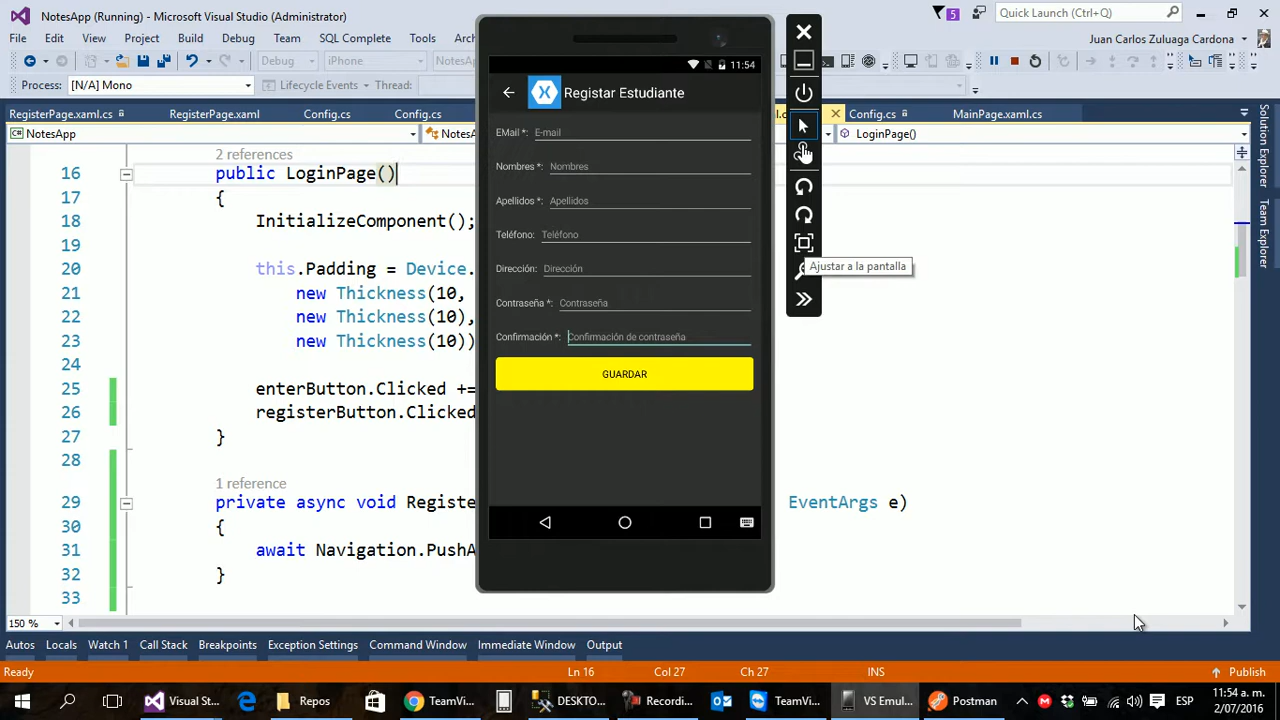 NotesApp (Running) - Microsoft Visual Studio (Administrator)
5
Quick Launch (Ctrl+Q)
File Edit View Project Build Debug Team SQL Complete Tools
Juan Carlos Zuluaga Cardona
Debug iPhone
Process: [N/A] Mono Lifecycle Events Thread:
RegisterPage.xaml.cs RegisterPage.xaml Config.cs Config.cs Config.cs MainPage.xaml.cs
NotesApp LoginPage()
2 references
16 public LoginPage()
17 {
18 InitializeComponent();
19
20 this.Padding = Device.
21 new Thickness(10,
22 new Thickness(10),
23 new Thickness(10))
24
25 enterButton.Clicked +=
26 registerButton.Clicked
27 }
28
1 reference
29 private async void Registe EventArgs e)
30 {
31 await Navigation.PushA
32 }
33
11:54
Registar Estudiante
EMail *: E-mail
Nombres *: Nombres
Apellidos *: Apellidos
Teléfono: Teléfono
Dirección: Dirección
Contraseña *: Contraseña
Confirmación *: Confirmación de contraseña
GUARDAR
Ajustar a la pantalla
Solution Explorer
Team Explorer
150 %
Autos Locals Watch 1 Call Stack Breakpoints Exception Settings Command Window Immediate Window Output
Ready Ln 16 Col 27 Ch 27 INS Publish
Visual St... Repos TeamVi... DESKTO... Recordi... TeamVi... VS Emul... Postman ESP
11:54 a. m.
2/07/2016